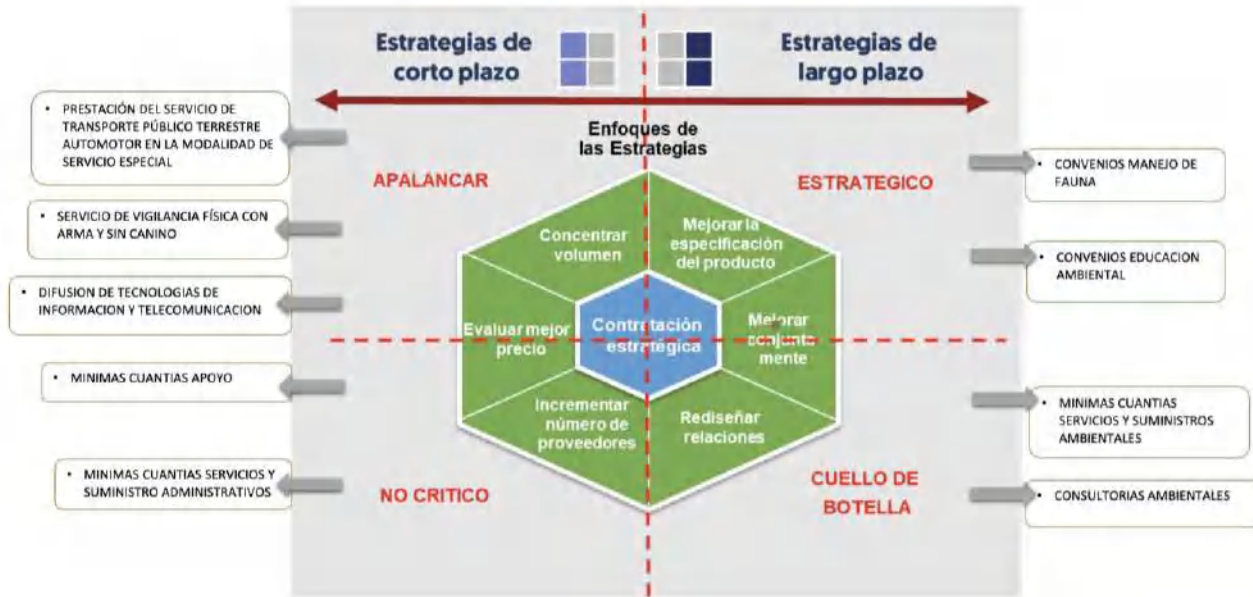 Estrategias de
corto plazo
Estrategias de
largo plazo
Enfoques de
las Estrategias
APALANCAR
ESTRATEGICO
• PRESTACIÓN DEL SERVICIO DE
TRANSPORTE PÚBLICO TERRESTRE
AUTOMOTOR EN LA MODALIDAD DE
SERVICIO ESPECIAL
• SERVICIO DE VIGILANCIA FÍSICA CON
ARMA Y SIN CANINO
• DIFUSION DE TECNOLOGIAS DE
INFORMACION Y TELECOMUNICACION
• MINIMAS CUANTIAS APOYO
• MINIMAS CUANTIAS SERVICIOS Y
SUMINISTRO ADMINISTRATIVOS
Concentrar
volumen
Mejorar la
especificación
del producto
Evaluar mejor
precio
Contratación
estratégica
Mejorar
conjunta
mente
Incrementar
número de
proveedores
Rediseñar
relaciones
NO CRITICO
CUELLO DE
BOTELLA
• CONVENIOS MANEJO DE
FAUNA
• CONVENIOS EDUCACION
AMBIENTAL
• MINIMAS CUANTIAS
SERVICIOS Y SUMINISTROS
AMBIENTALES
• CONSULTORIAS AMBIENTALES